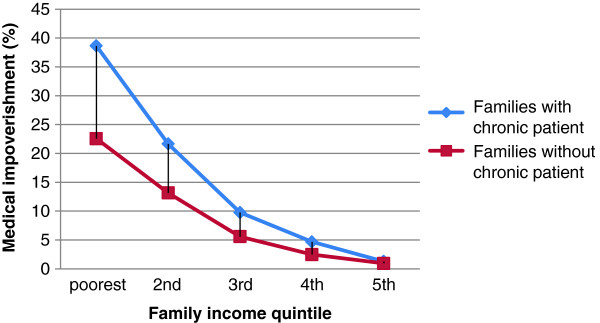 45
40
35
30
25
20
15
10
5
0
Medical impoverishment (%)
poorest 2nd 3rd 4th 5th
Family income quintile
Families with
chronic patient
Families without
chronic patient